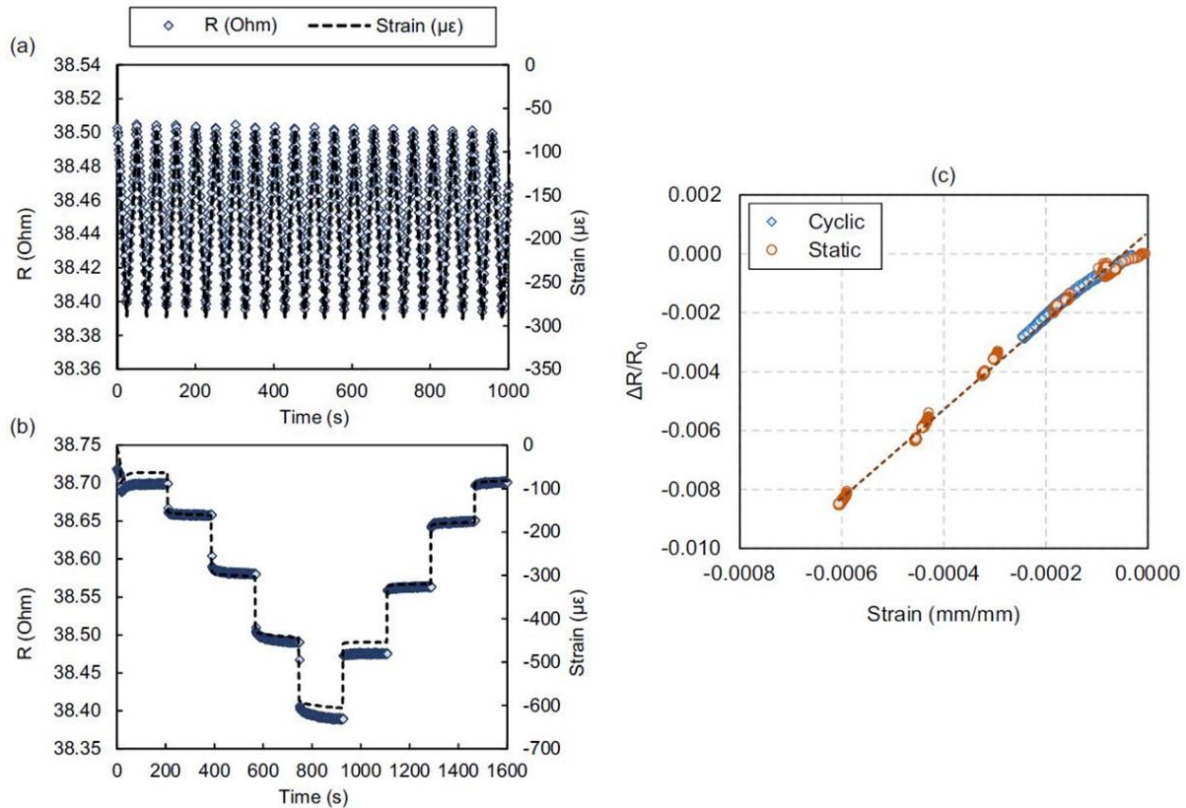 R (Ohm) Strain (με)
(a)
38.54
38.52
38.50
38.48
38.46
38.44
38.42
38.40
38.38
38.36
R (Ohm)
0
-50
-100
-150
-200
-250
-300
-350
Strain (με)
0 200 400 600 800 1000
Time (s)
(b)
38.75
38.70
38.65
38.60
38.55
38.50
38.45
38.40
38.35
R (Ohm)
0
-100
-200
-300
-400
-500
-600
-700
Strain (με)
0 200 400 600 800 1000 1200 1400 1600
Time (s)
(c)
Cyclic
Static
0.002
0.000
-0.002
-0.004
-0.006
-0.008
-0.010
ΔR/R₀
-0.0008 -0.0006 -0.0004 -0.0002 0.0000
Strain (mm/mm)